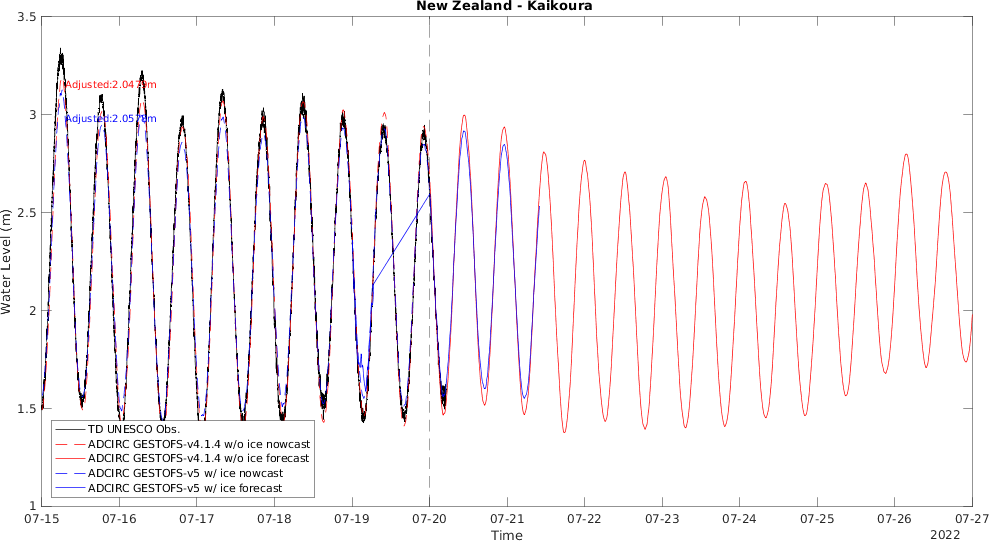 New Zealand - Kaikoura
3.5
3
2.5
2
1.5
1
Water Level (m)
Adjusted:2.0479m
Adjusted:2.0576m
TD UNESCO Obs.
ADCIRC GESTOFS-v4.1.4 w/o ice nowcast
ADCIRC GESTOFS-v4.1.4 w/o ice forecast
ADCIRC GESTOFS-v5 w/ ice nowcast
ADCIRC GESTOFS-v5 w/ ice forecast
07-15 07-16 07-17 07-18 07-19 07-20 07-21 07-22 07-23 07-24 07-25 07-26 07-27
Time
2022